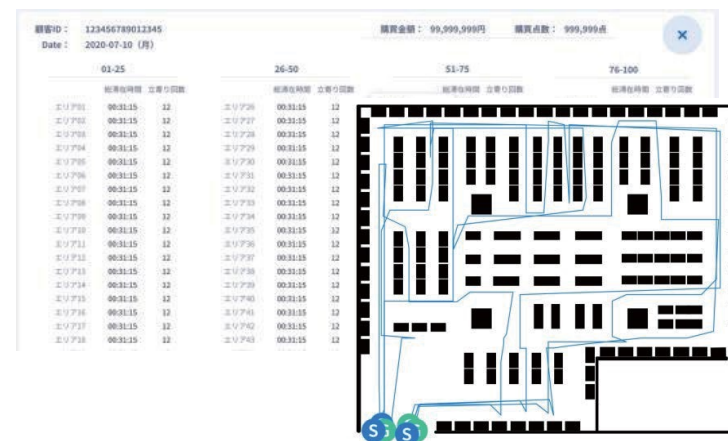 顧客ID： 123456789012345 購買金額： 99,999,999円 購買点数： 999,999点
Date： 2020-07-10（月）
01-25 26-50 51-75 76-100
総滞在時間 立寄り回数 総滞在時間 立寄り回数 総滞在時間 立寄り回数 総滞在時間 立寄り回数
エリア01 00:31:15 12 エリア26 00:31:15 12
エリア02 00:31:15 12 エリア27 00:31:15 12
エリア03 00:31:15 12 エリア28 00:31:15 12
エリア04 00:31:15 12 エリア29 00:31:15 12
エリア05 00:31:15 12 エリア30 00:31:15 12
エリア06 00:31:15 12 エリア31 00:31:15 12
エリア07 00:31:15 12 エリア32 00:31:15 12
エリア08 00:31:15 12 エリア33 00:31:15 12
エリア09 00:31:15 12 エリア34 00:31:15 12
エリア10 00:31:15 12 エリア35 00:31:15 12
エリア11 00:31:15 12 エリア36 00:31:15 12
エリア12 00:31:15 12 エリア37 00:31:15 12
エリア13 00:31:15 12 エリア38 00:31:15 12
エリア14 00:31:15 12 エリア39 00:31:15 12
エリア15 00:31:15 12 エリア40 00:31:15 12
エリア16 00:31:15 12 エリア41 00:31:15 12
エリア17 00:31:15 12 エリア42 00:31:15 12
エリア18 00:31:15 12 エリア43 00:31:15 12
S G S